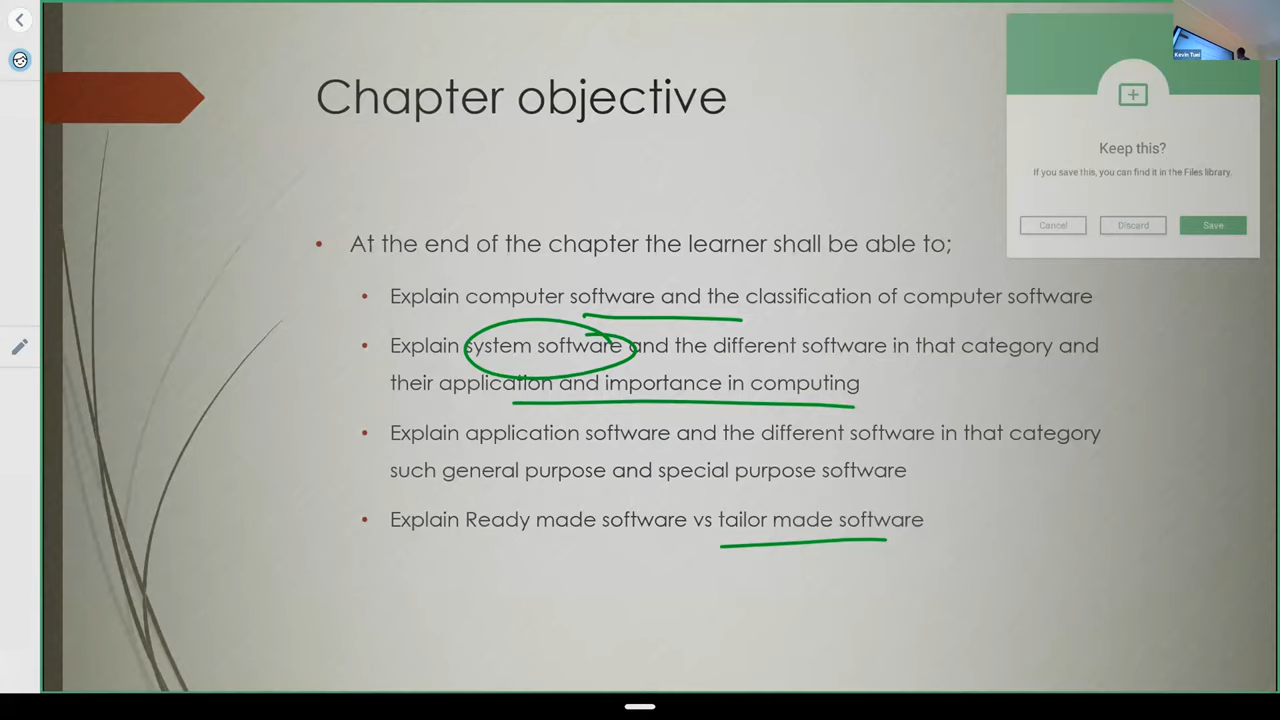 Chapter objective
Kevin Tuei
Keep this?
If you save this, you can find it in the Files library.
Cancel Discard Save
At the end of the chapter the learner shall be able to;
Explain computer software and the classification of computer software
Explain system software and the different software in that category and
their application and importance in computing
Explain application software and the different software in that category
such general purpose and special purpose software
Explain Ready made software vs tailor made software